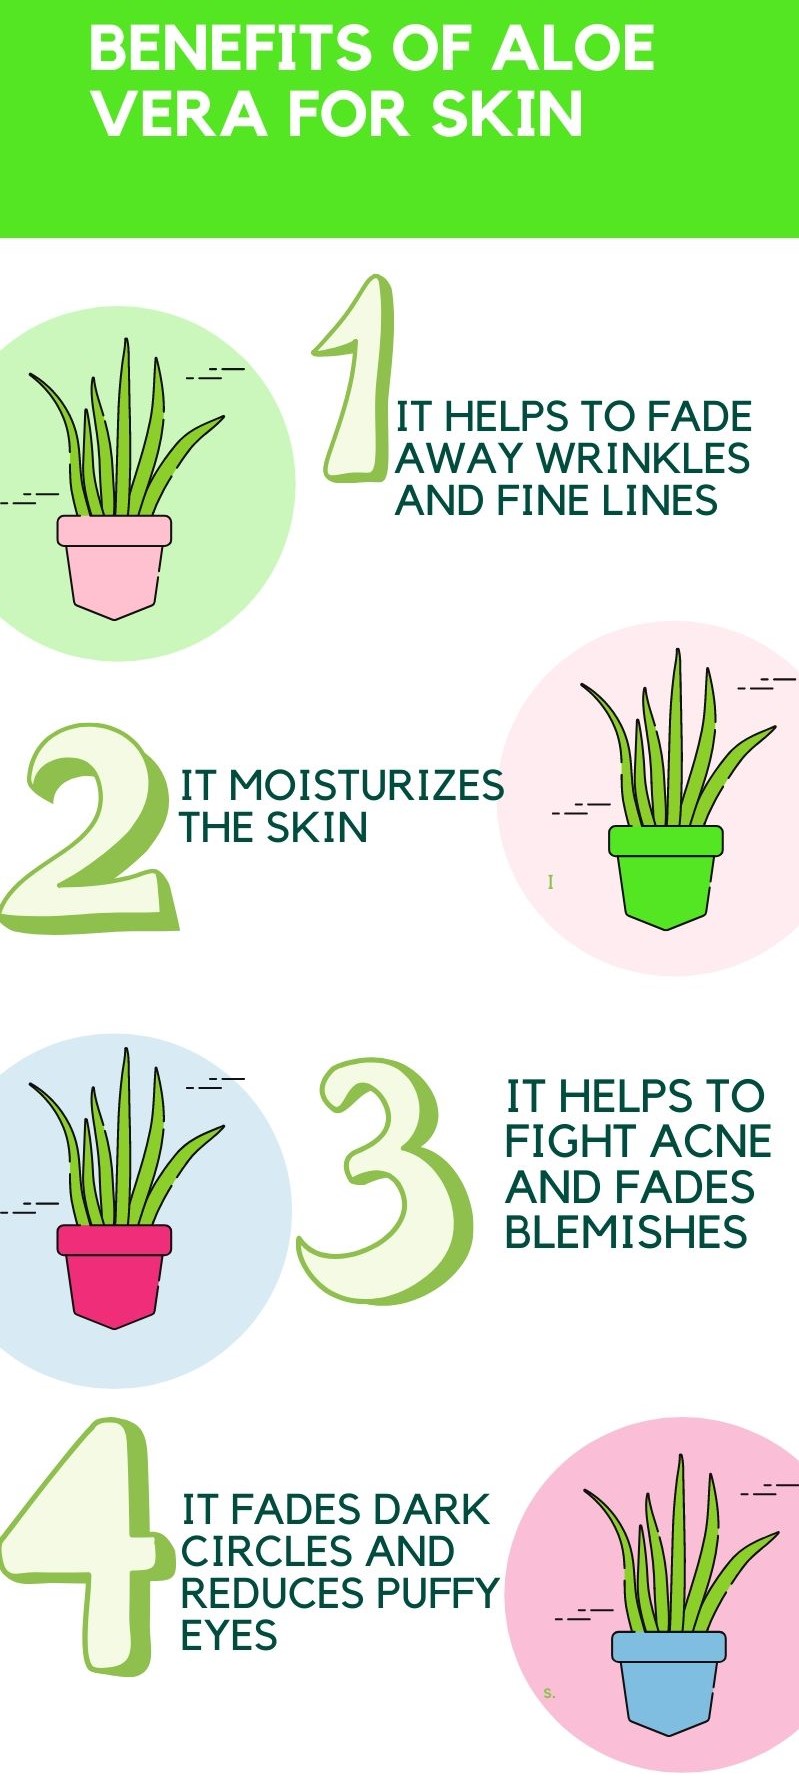 BENEFITS OF ALOE
VERA FOR SKIN
1
IT HELPS TO FADE
AWAY WRINKLES
AND FINE LINES
2
IT MOISTURIZES
THE SKIN
I
3
IT HELPS TO
FIGHT ACNE
AND FADES
BLEMISHES
4
IT FADES DARK
CIRCLES AND
REDUCES PUFFY
EYES
s.